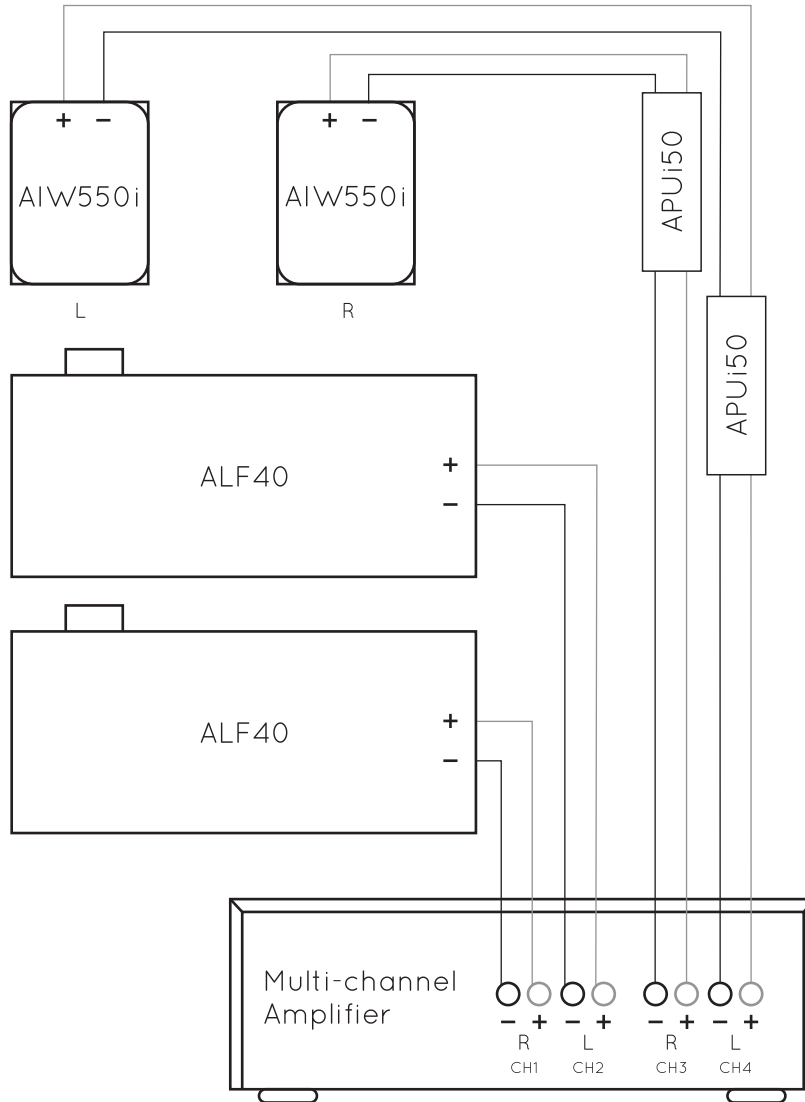 + −
AIW550i
L
+ −
AIW550i
R
APUi50
APUi50
ALF40
+
−
ALF40
+
−
Multi-channel
Amplifier
− + − + − + − +
R L R L
CH1 CH2 CH3 CH4